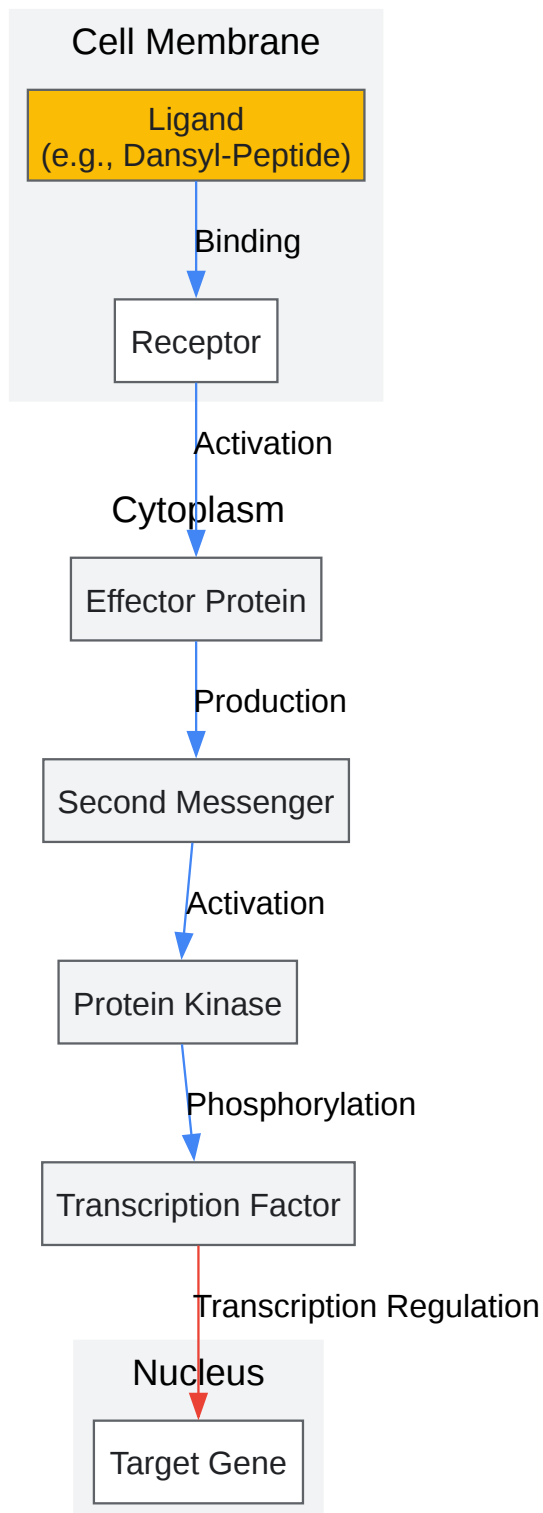 Cell Membrane
Ligand
(e.g., Dansyl-Peptide)
Binding
Receptor
Activation
Cytoplasm
Effector Protein
Production
Second Messenger
Activation
Protein Kinase
Phosphorylation
Transcription Factor
Transcription Regulation
Nucleus
Target Gene